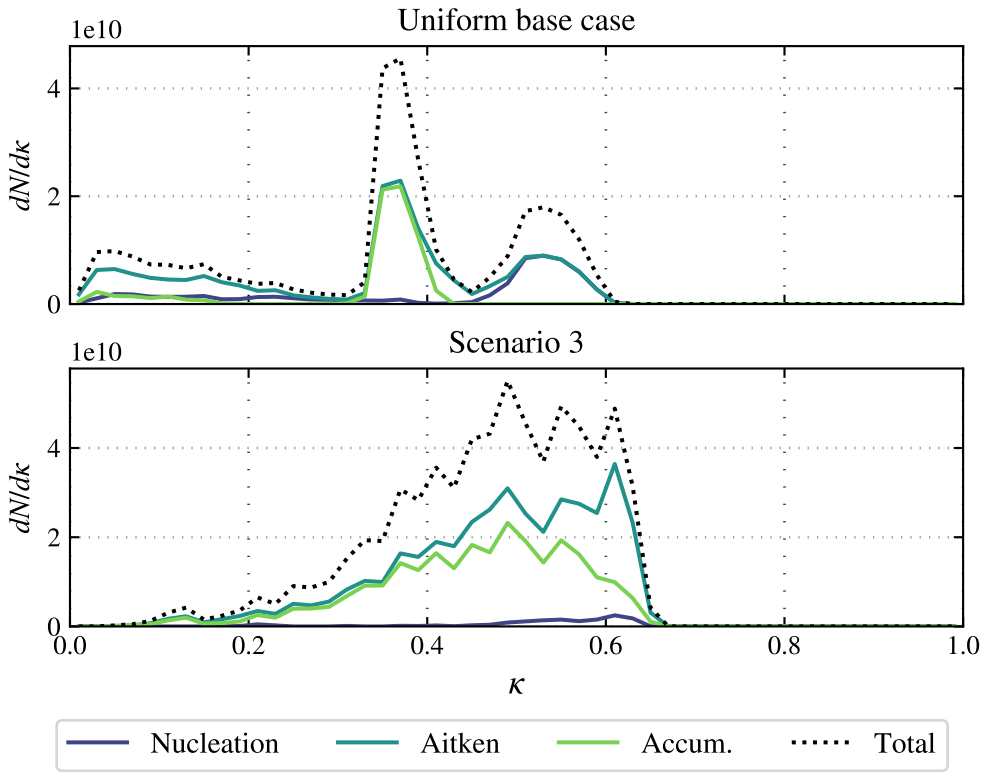 Uniform base case
1e10
4
2
0
dN/dκ
Scenario 3
1e10
4
2
0
dN/dκ
0.0 0.2 0.4 0.6 0.8 1.0
κ
Nucleation Aitken Accum. Total